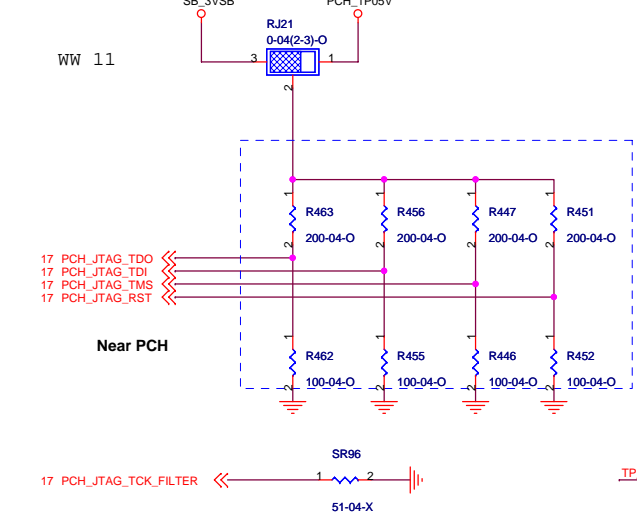 SB_3VSB PCH_1P05V
RJ21
0-04(2-3)-O
WW 11
3 1
2
1 1 1 1
R463 R456 R447 R451
200-04-O 200-04-O 200-04-O 200-04-O
2 2 2 2
17 PCH_JTAG_TDO
17 PCH_JTAG_TDI
17 PCH_JTAG_TMS
17 PCH_JTAG_RST
Near PCH
1 1 1 1
R462 R455 R446 R452
100-04-O 100-04-O 100-04-O 100-04-O
2 2 2 2
SR96
17 PCH_JTAG_TCK_FILTER 1 2 TP
51-04-X